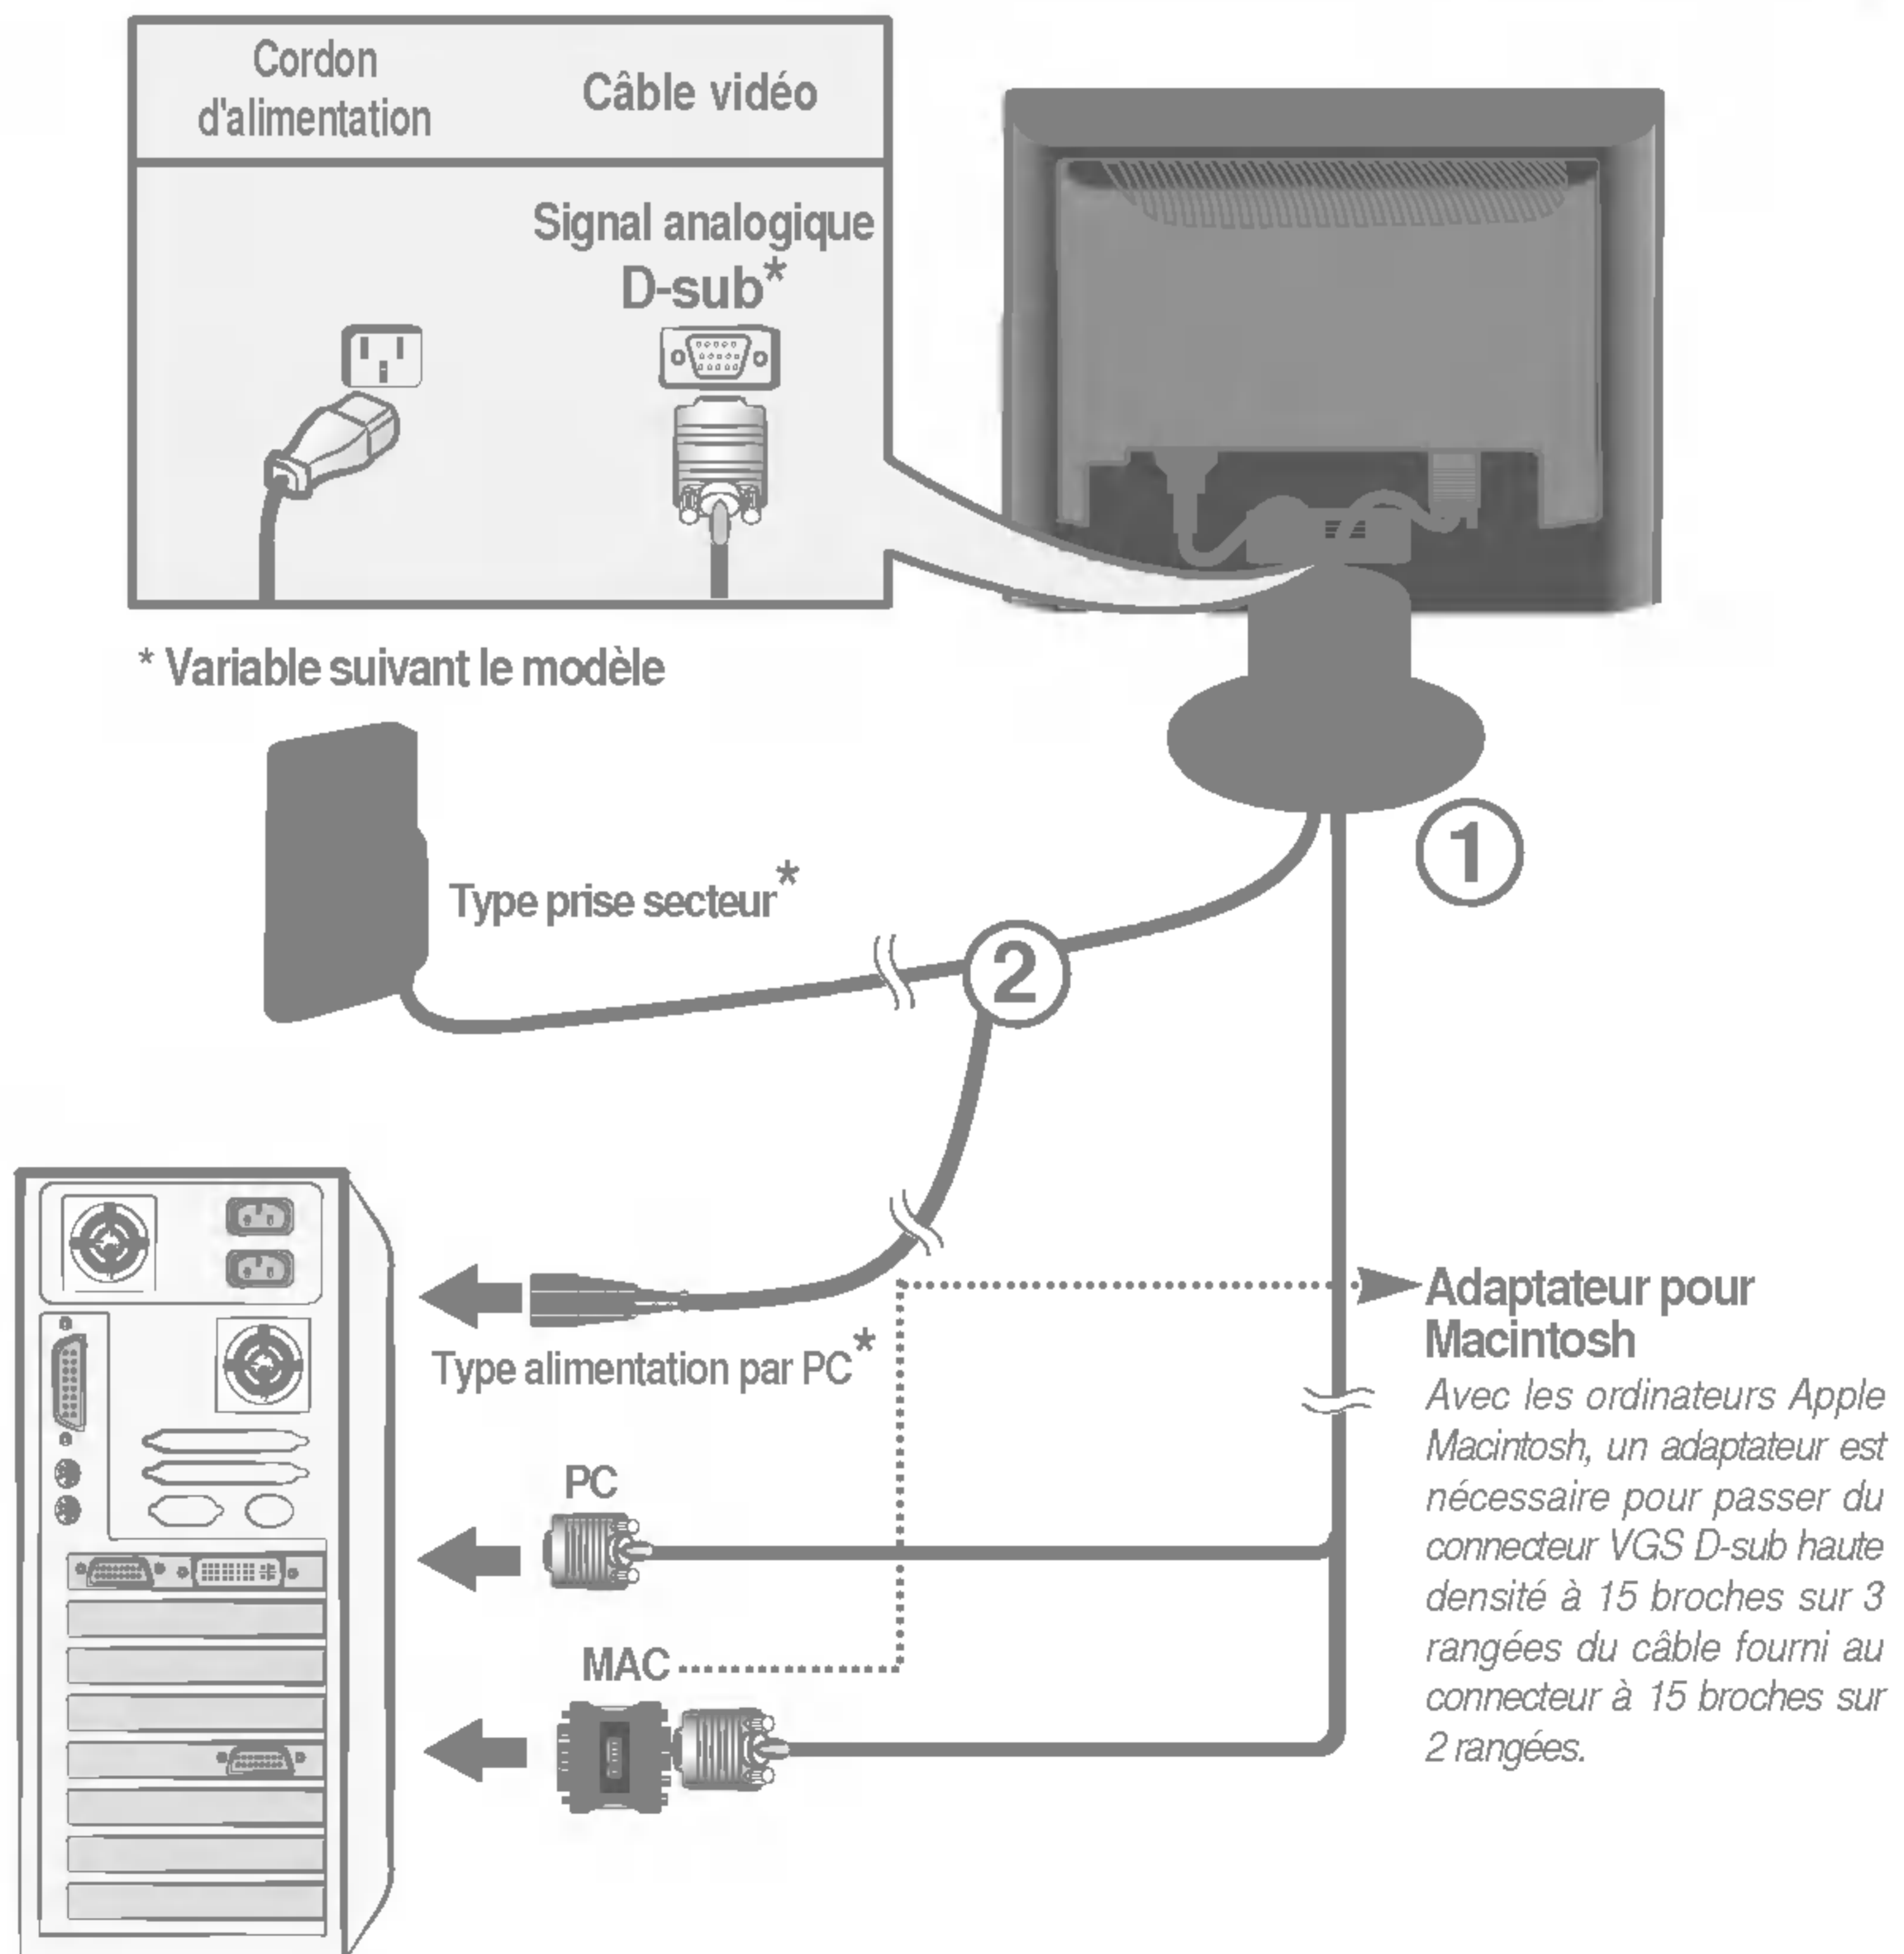 Cordon
d'alimentation
Câble vidéo
Signal analogique
D-sub*
* Variable suivant le modèle
1
Type prise secteur*
2
Type alimentation par PC*
PC
MAC
Adaptateur pour
Macintosh
Avec les ordinateurs Apple
Macintosh, un adaptateur est
nécessaire pour passer du
connecteur VGS D-sub haute
densité à 15 broches sur 3
rangées du câble fourni au
connecteur à 15 broches sur
2 rangées.